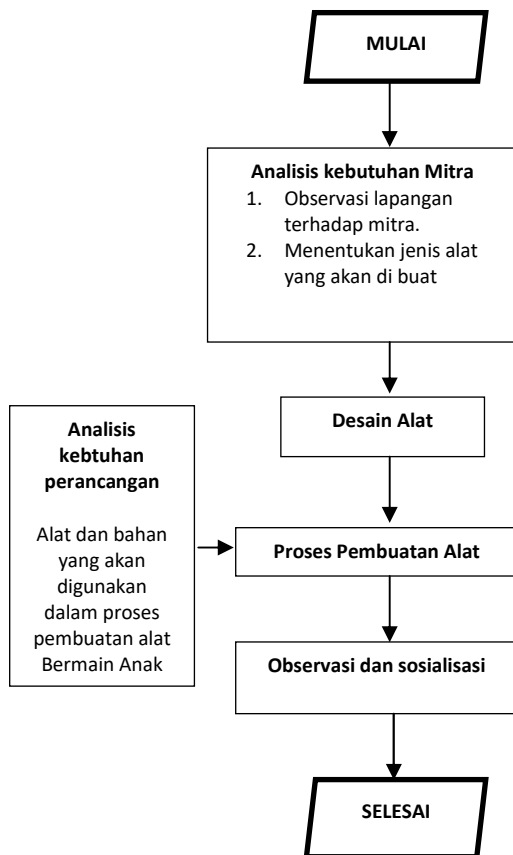 MULAI
Analisis kebutuhan Mitra
1. Observasi lapangan
terhadap mitra.
2. Menentukan jenis alat
yang akan di buat
Desain Alat
Analisis
kebtuhan
perancangan
Alat dan bahan
yang akan
digunakan
dalam proses
pembuatan alat
Bermain Anak
Proses Pembuatan Alat
Observasi dan sosialisasi
SELESAI